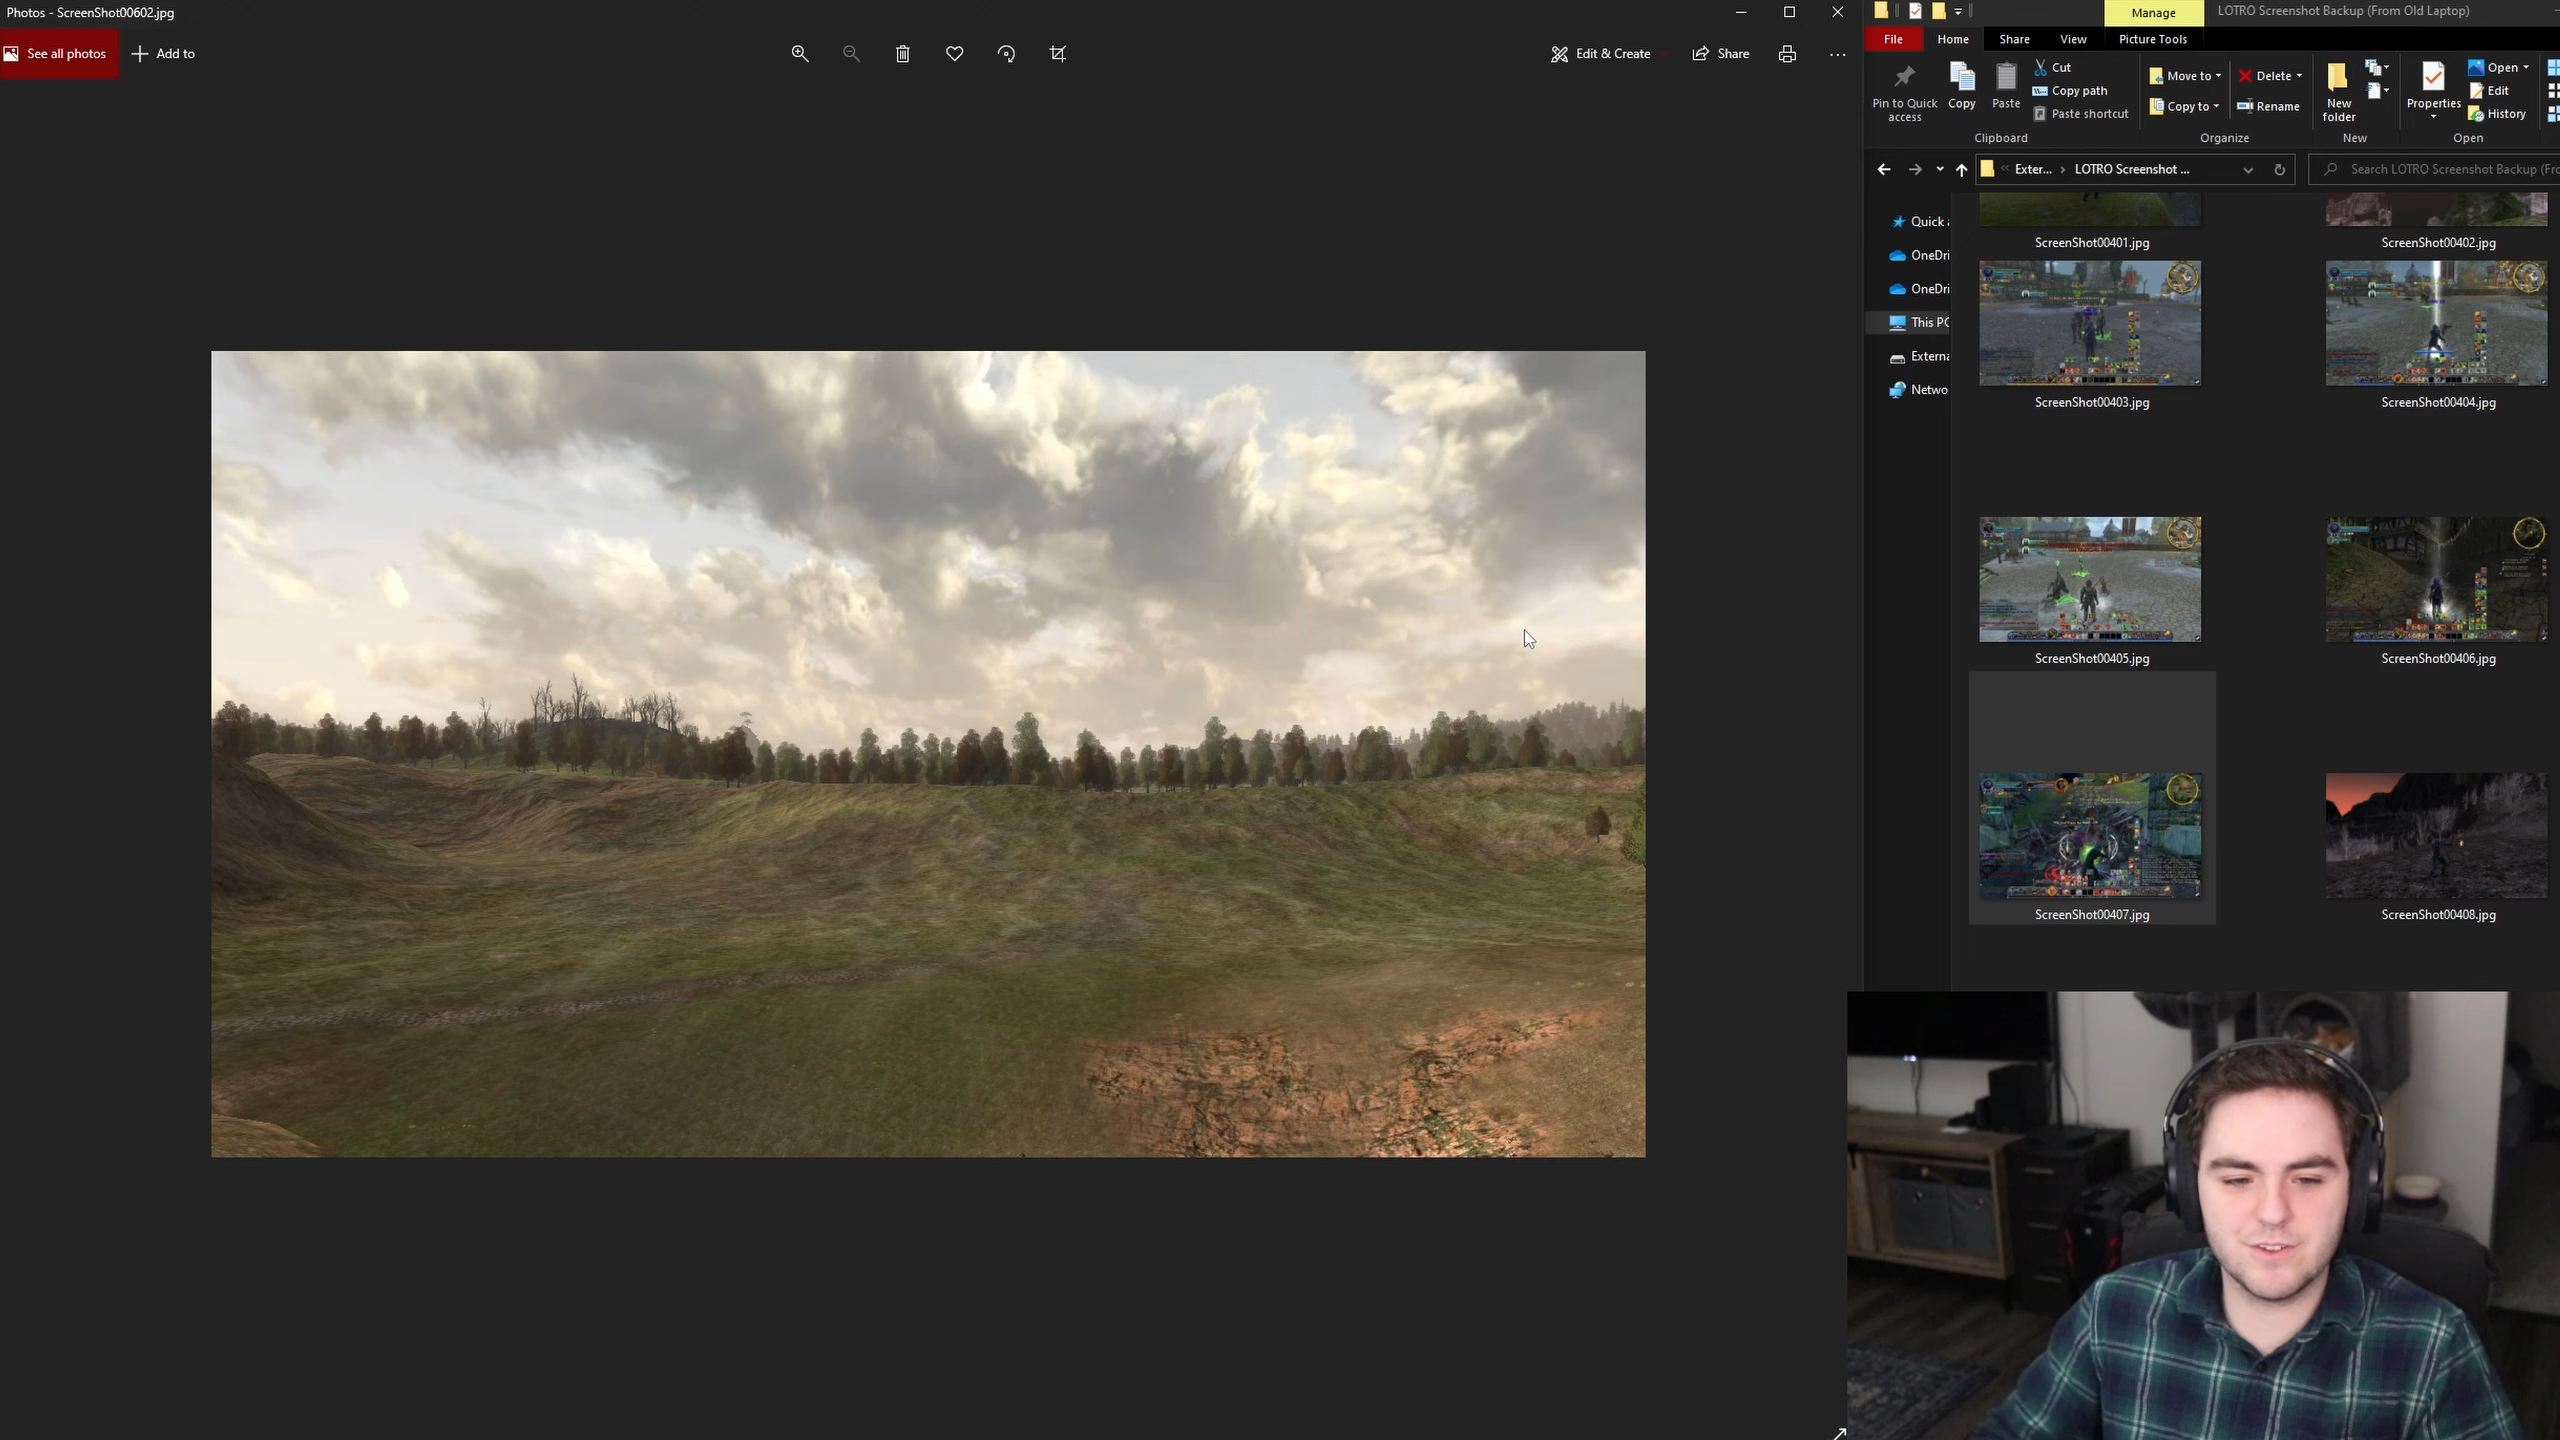 Photos - ScreenShot00602.jpg
See all photos
Add to
Edit & Create
Share
Manage
LOTRO Screenshot Backup (From Old Laptop)
File
Home
Share
View
Picture Tools
Pin to Quick access
Copy
Paste
Cut
Copy path
Paste shortcut
Clipboard
Move to
Copy to
Delete
Rename
Organize
New folder
New
Properties
Open
Edit
History
Open
Exter...
LOTRO Screenshot ...
Search LOTRO Screenshot Backup (Fro
Quick a
OneDri
OneDri
This PC
Externa
Netwo
ScreenShot00401.jpg
ScreenShot00402.jpg
ScreenShot00403.jpg
ScreenShot00404.jpg
ScreenShot00405.jpg
ScreenShot00406.jpg
ScreenShot00407.jpg
ScreenShot00408.jpg